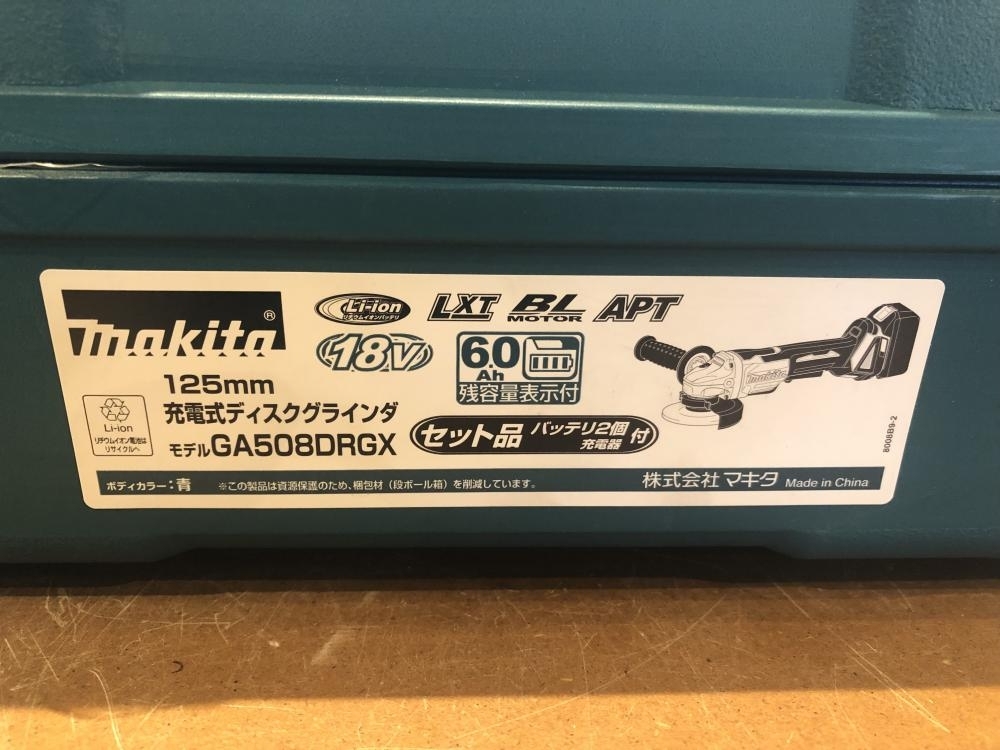 makita®
Li-ion
リチウムイオンバッテリ
LXT
BL
MOTOR
APT
18V
6.0
Ah
残容量表示付
makita
125mm
充電式ディスクグラインダ
モデルGA508DRGX
Li-ion
リチウムイオン電池は
リサイクルへ
セット品 バッテリ2個
充電器
付
8008B9-2
ボディカラー：青 ※この製品は資源保護のため、梱包材（段ボール箱）を削減しています。
株式会社 マキタ Made in China